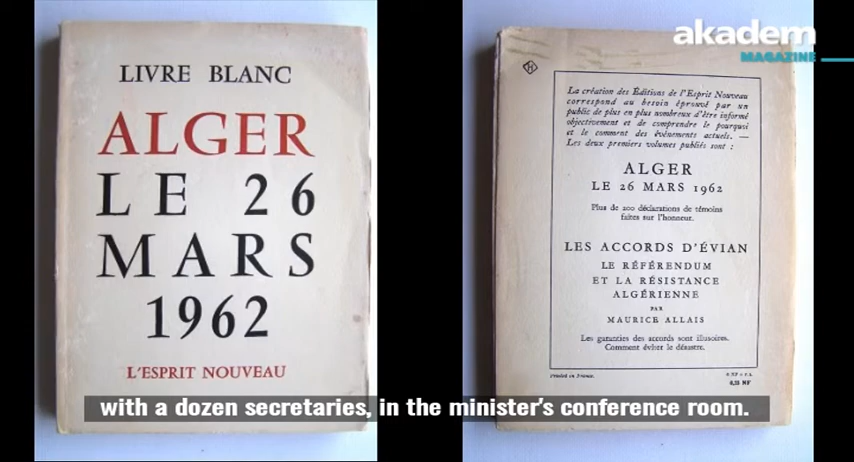 LIVRE BLANC
ALGER
LE 26
MARS
1962
L'ESPRIT NOUVEAU
akadem
MAGAZINE
La création des Éditions de l'Esprit Nouveau
correspond au besoin éprouvé par un
public de plus en plus nombreux d'être informé
objectivement et de comprendre le pourquoi
et le comment des événements actuels. —
Les deux premiers volumes publiés sont :
ALGER
LE 26 MARS 1962
Plus de 200 déclarations de témoins
faites sur l'honneur.
LES ACCORDS D'ÉVIAN
LE RÉFÉRENDUM
ET LA RÉSISTANCE
ALGÉRIENNE
PAR
MAURICE ALLAIS
Les garanties des accords sont illusoires.
Comment éviter le désastre.
Printed in France.
NF
with a dozen secretaries, in the minister's conference room.